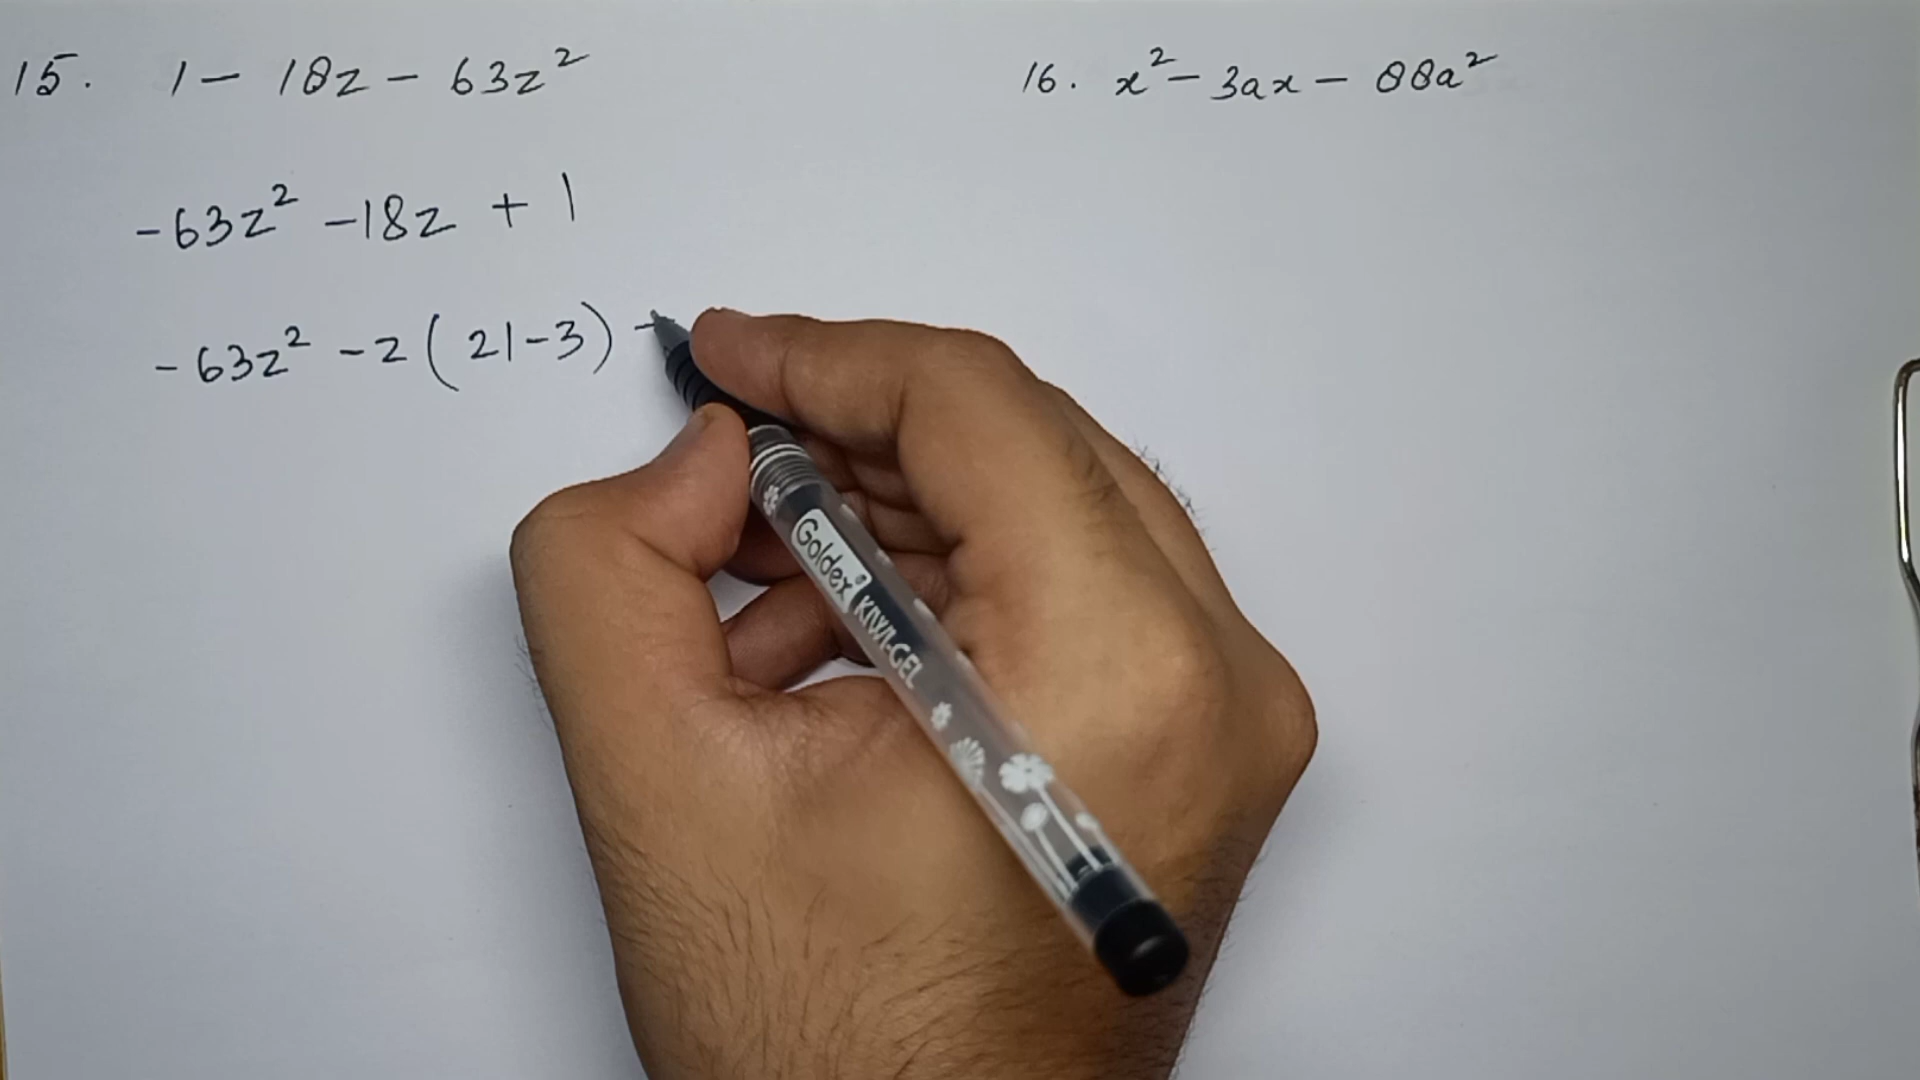 15. 1 - 18z - 63z²
16. x² - 3ax - 88a²
-63z² -18z + 1
-63z² -z(21-3) +
Goldex KIWI-GEL